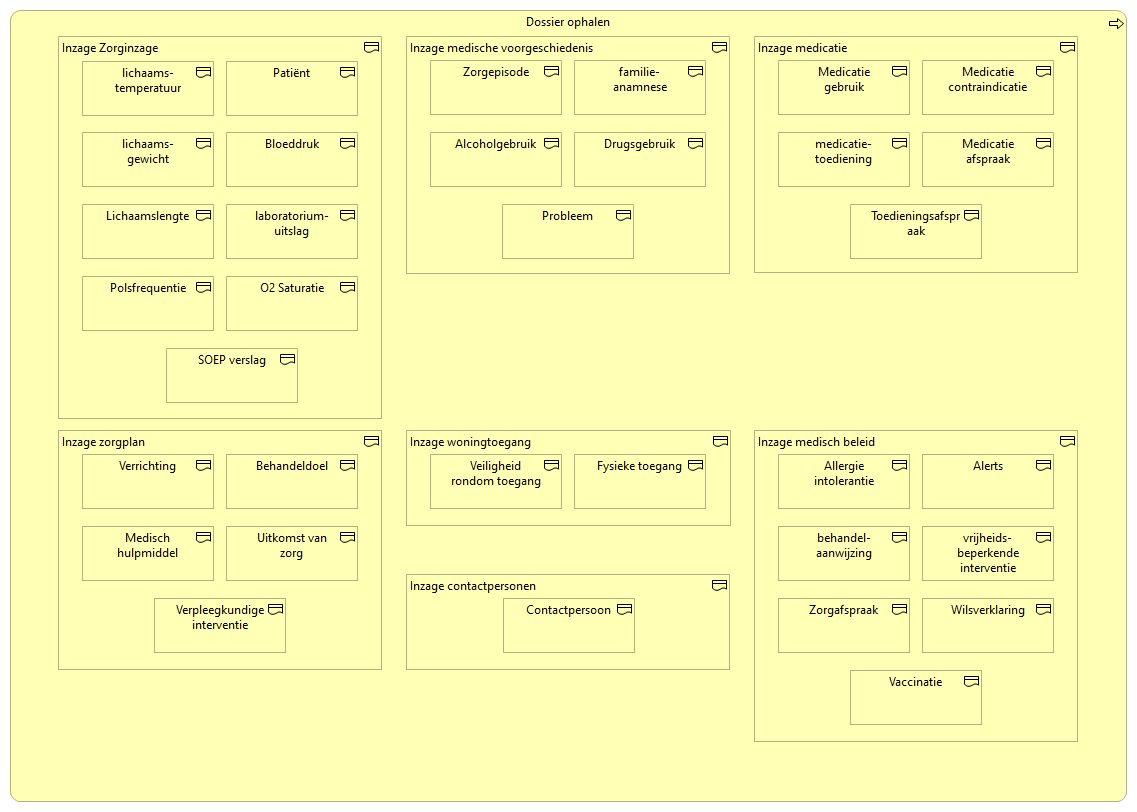 Dossier ophalen
Inzage Zorginzage
lichaams-
temperatuur
Patiënt
lichaams-
gewicht
Bloeddruk
Lichaamslengte
laboratorium-
uitslag
Polsfrequentie
O2 Saturatie
SOEP verslag
Inzage medische voorgeschiedenis
Zorgepisode
familie-
anamnese
Alcoholgebruik
Drugsgebruik
Probleem
Inzage medicatie
Medicatie
gebruik
Medicatie
contraindicatie
medicatie-
toediening
Medicatie
afspraak
Toedieningsafspr
aak
Inzage zorgplan
Verrichting
Behandeldoel
Medisch
hulpmiddel
Uitkomst van
zorg
Verpleegkundige
interventie
Inzage woningtoegang
Veiligheid
rondom toegang
Fysieke toegang
Inzage contactpersonen
Contactpersoon
Inzage medisch beleid
Allergie
intolerantie
Alerts
behandel-
aanwijzing
vrijheids-
beperkende
interventie
Zorgafspraak
Wilsverklaring
Vaccinatie